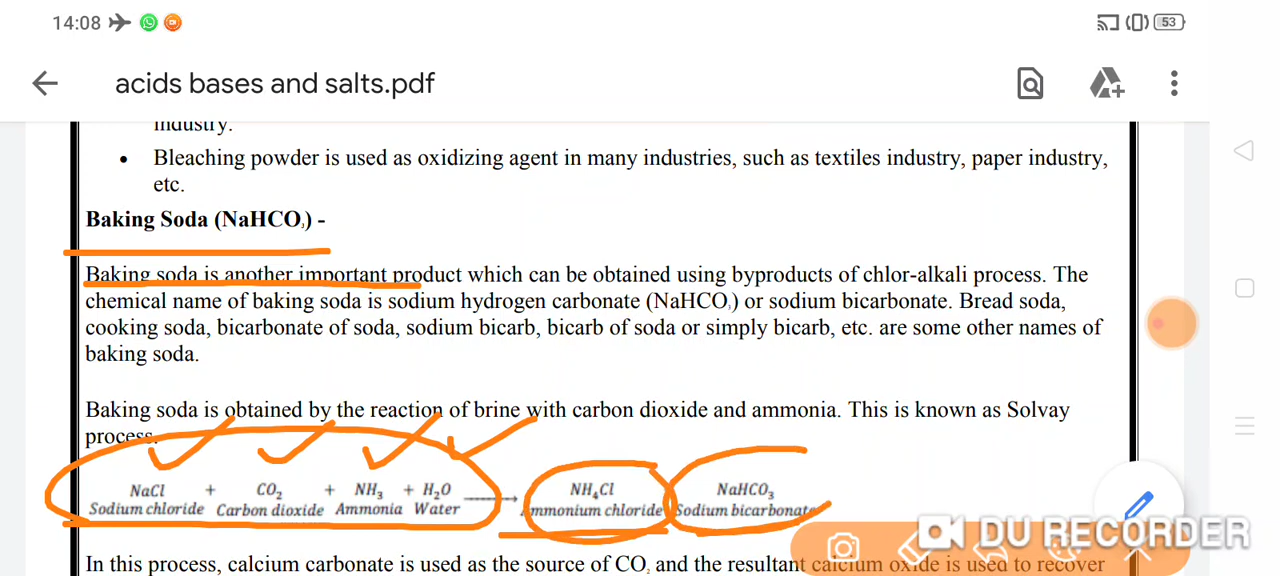 14:08 53
acids bases and salts.pdf
industry.
• Bleaching powder is used as oxidizing agent in many industries, such as textiles industry, paper industry,
etc.
Baking Soda (NaHCO₃) -
Baking soda is another important product which can be obtained using byproducts of chlor-alkali process. The
chemical name of baking soda is sodium hydrogen carbonate (NaHCO₃) or sodium bicarbonate. Bread soda,
cooking soda, bicarbonate of soda, sodium bicarb, bicarb of soda or simply bicarb, etc. are some other names of
baking soda.
Baking soda is obtained by the reaction of brine with carbon dioxide and ammonia. This is known as Solvay
process.
NaCl + CO₂ + NH₃ + H₂O → NH₄Cl NaHCO₃
Sodium chloride Carbon dioxide Ammonia Water Ammonium chloride Sodium bicarbonate
DU RECORDER
In this process, calcium carbonate is used as the source of CO₂ and the resultant calcium oxide is used to recover